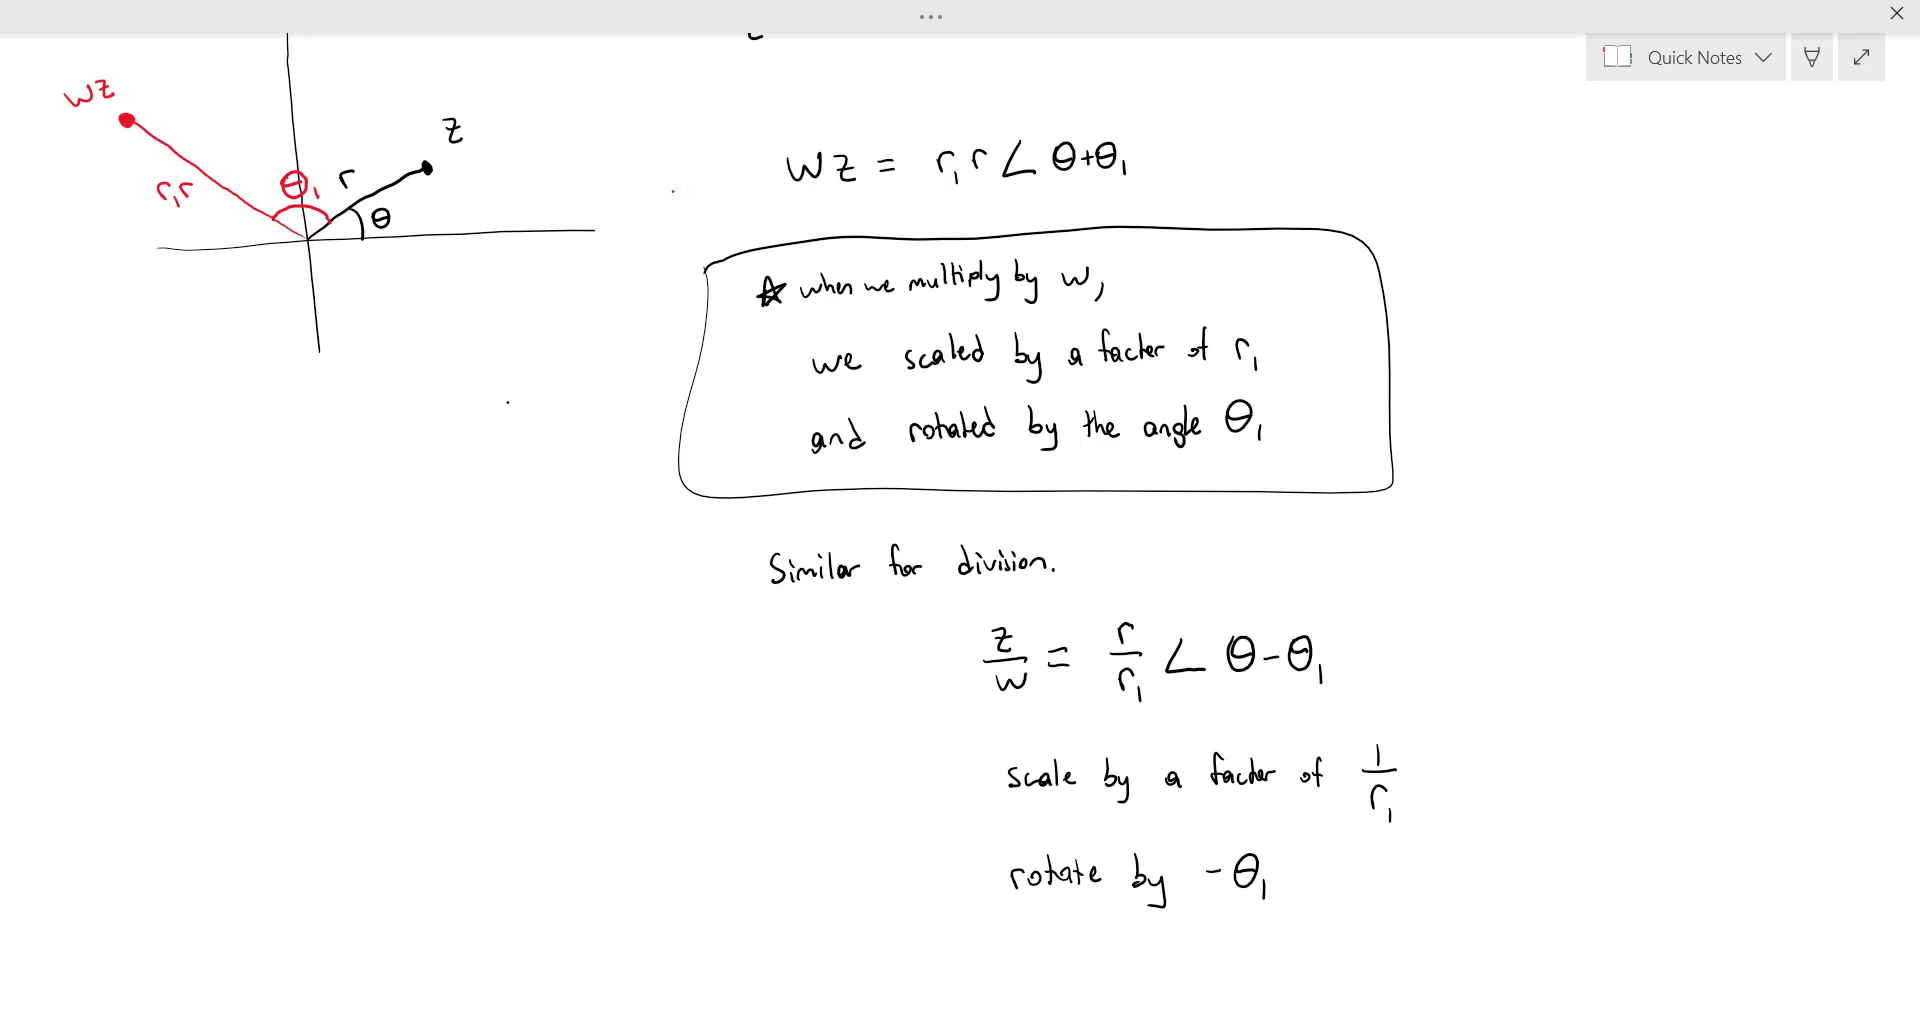 Quick Notes
wz
z
r₁r
θ₁
r
θ
wz = r₁r∠θ+θ₁
☆ when we multiply by w,
we scaled by a factor of r₁
and rotated by the angle θ₁
Similar for division.
z/w = r/r₁ ∠ θ-θ₁
scale by a factor of 1/r₁
rotate by -θ₁